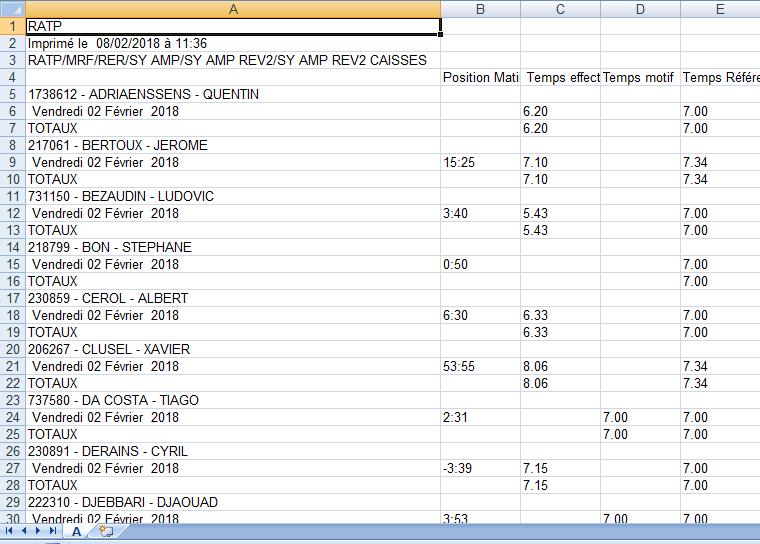 A B C D E
1 RATP
2 Imprimé le 08/02/2018 à 11:36
3 RATP/MRF/RER/SY AMP/SY AMP REV2/SY AMP REV2 CAISSES
4 Position Mati Temps effect Temps motif Temps Référe
5 1738612 - ADRIAENSSENS - QUENTIN
6 Vendredi 02 Février 2018 6.20 7.00
7 TOTAUX 6.20 7.00
8 217061 - BERTOUX - JEROME
9 Vendredi 02 Février 2018 15:25 7.10 7.34
10 TOTAUX 7.10 7.34
11 731150 - BEZAUDIN - LUDOVIC
12 Vendredi 02 Février 2018 3:40 5.43 7.00
13 TOTAUX 5.43 7.00
14 218799 - BON - STEPHANE
15 Vendredi 02 Février 2018 0:50 7.00
16 TOTAUX 7.00
17 230859 - CEROL - ALBERT
18 Vendredi 02 Février 2018 6:30 6.33 7.00
19 TOTAUX 6.33 7.00
20 206267 - CLUSEL - XAVIER
21 Vendredi 02 Février 2018 53:55 8.06 7.34
22 TOTAUX 8.06 7.34
23 737580 - DA COSTA - TIAGO
24 Vendredi 02 Février 2018 2:31 7.00 7.00
25 TOTAUX 7.00 7.00
26 230891 - DERAINS - CYRIL
27 Vendredi 02 Février 2018 -3:39 7.15 7.00
28 TOTAUX 7.15 7.00
29 222310 - DJEBBARI - DJAOUAD
30 Vendredi 02 Février 2018 3:53 7.00 7.00
A